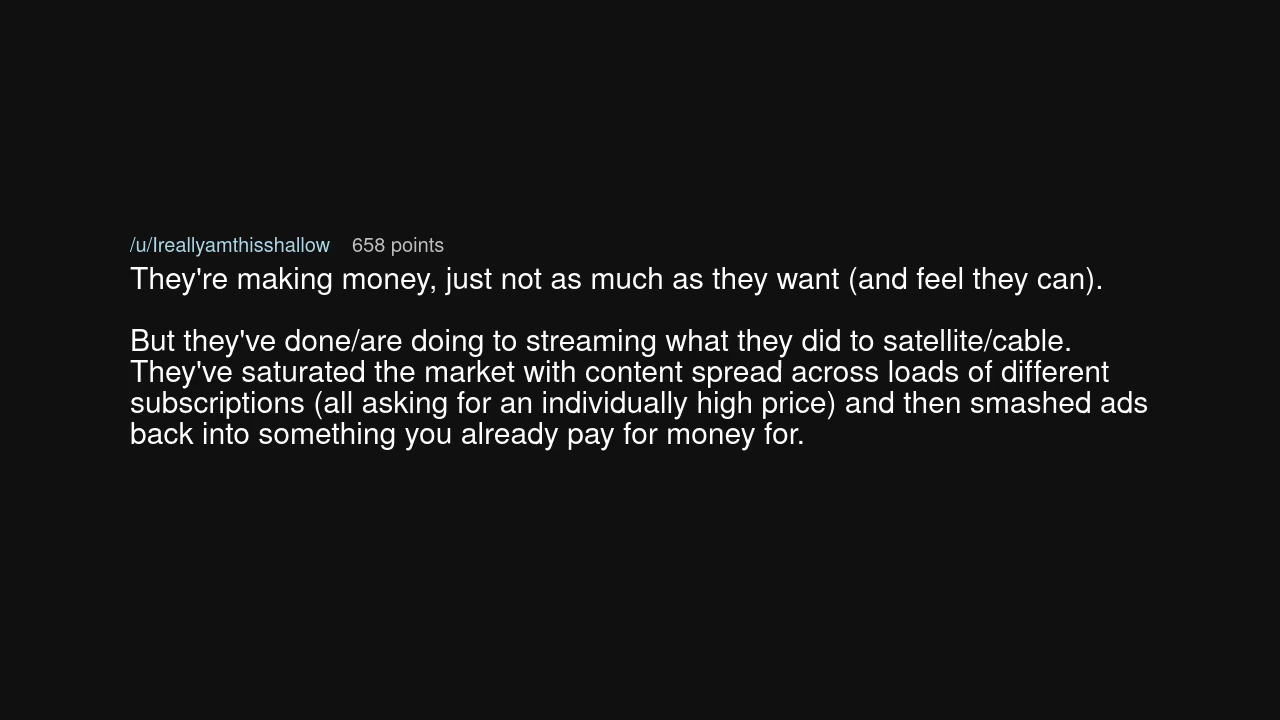 /u/Ireallyamthisshallow 658 points
They're making money, just not as much as they want (and feel they can).
But they've done/are doing to streaming what they did to satellite/cable.
They've saturated the market with content spread across loads of different
subscriptions (all asking for an individually high price) and then smashed ads
back into something you already pay for money for.